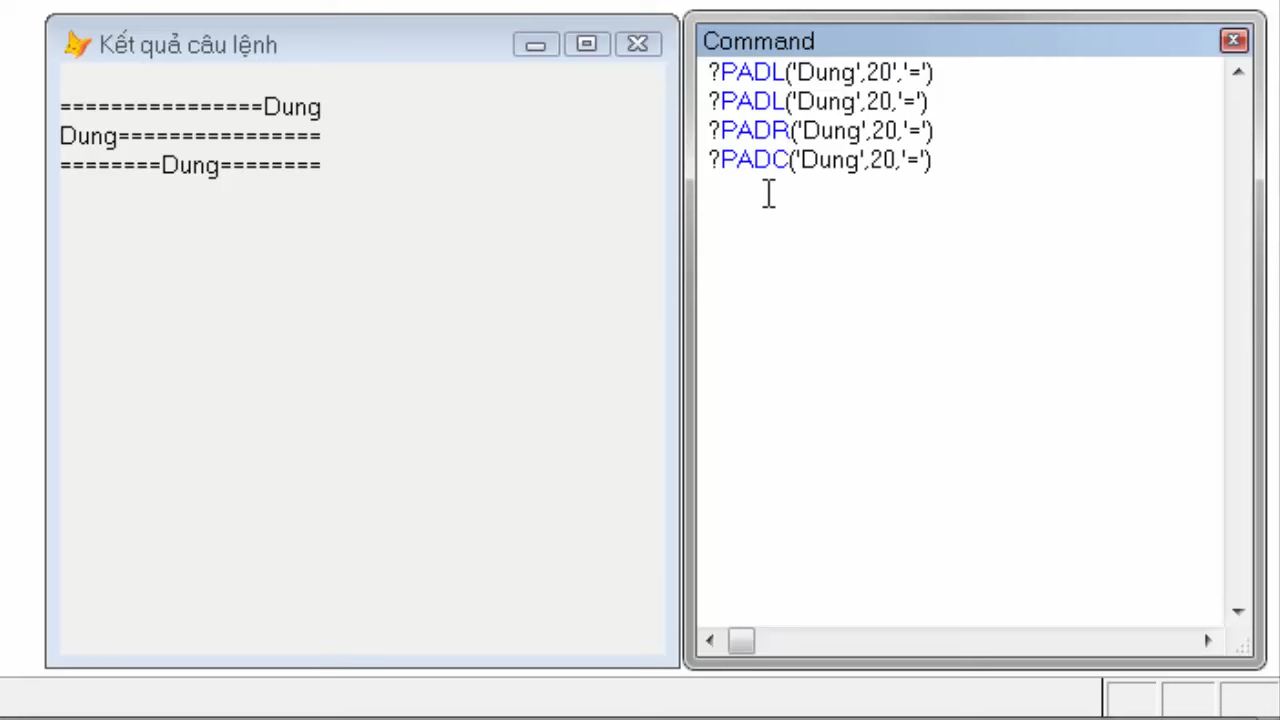 Kết quả câu lệnh
================Dung
Dung================
========Dung========
Command
?PADL('Dung',20','=')
?PADL('Dung',20,'=')
?PADR('Dung',20,'=')
?PADC('Dung',20,'=')